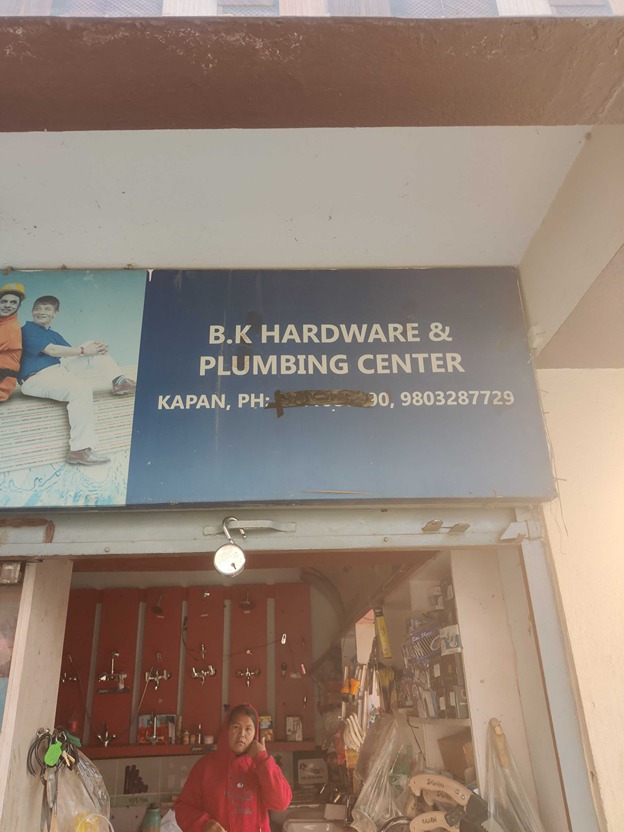 B.K HARDWARE &
PLUMBING CENTER
KAPAN, PH: 90, 9803287729